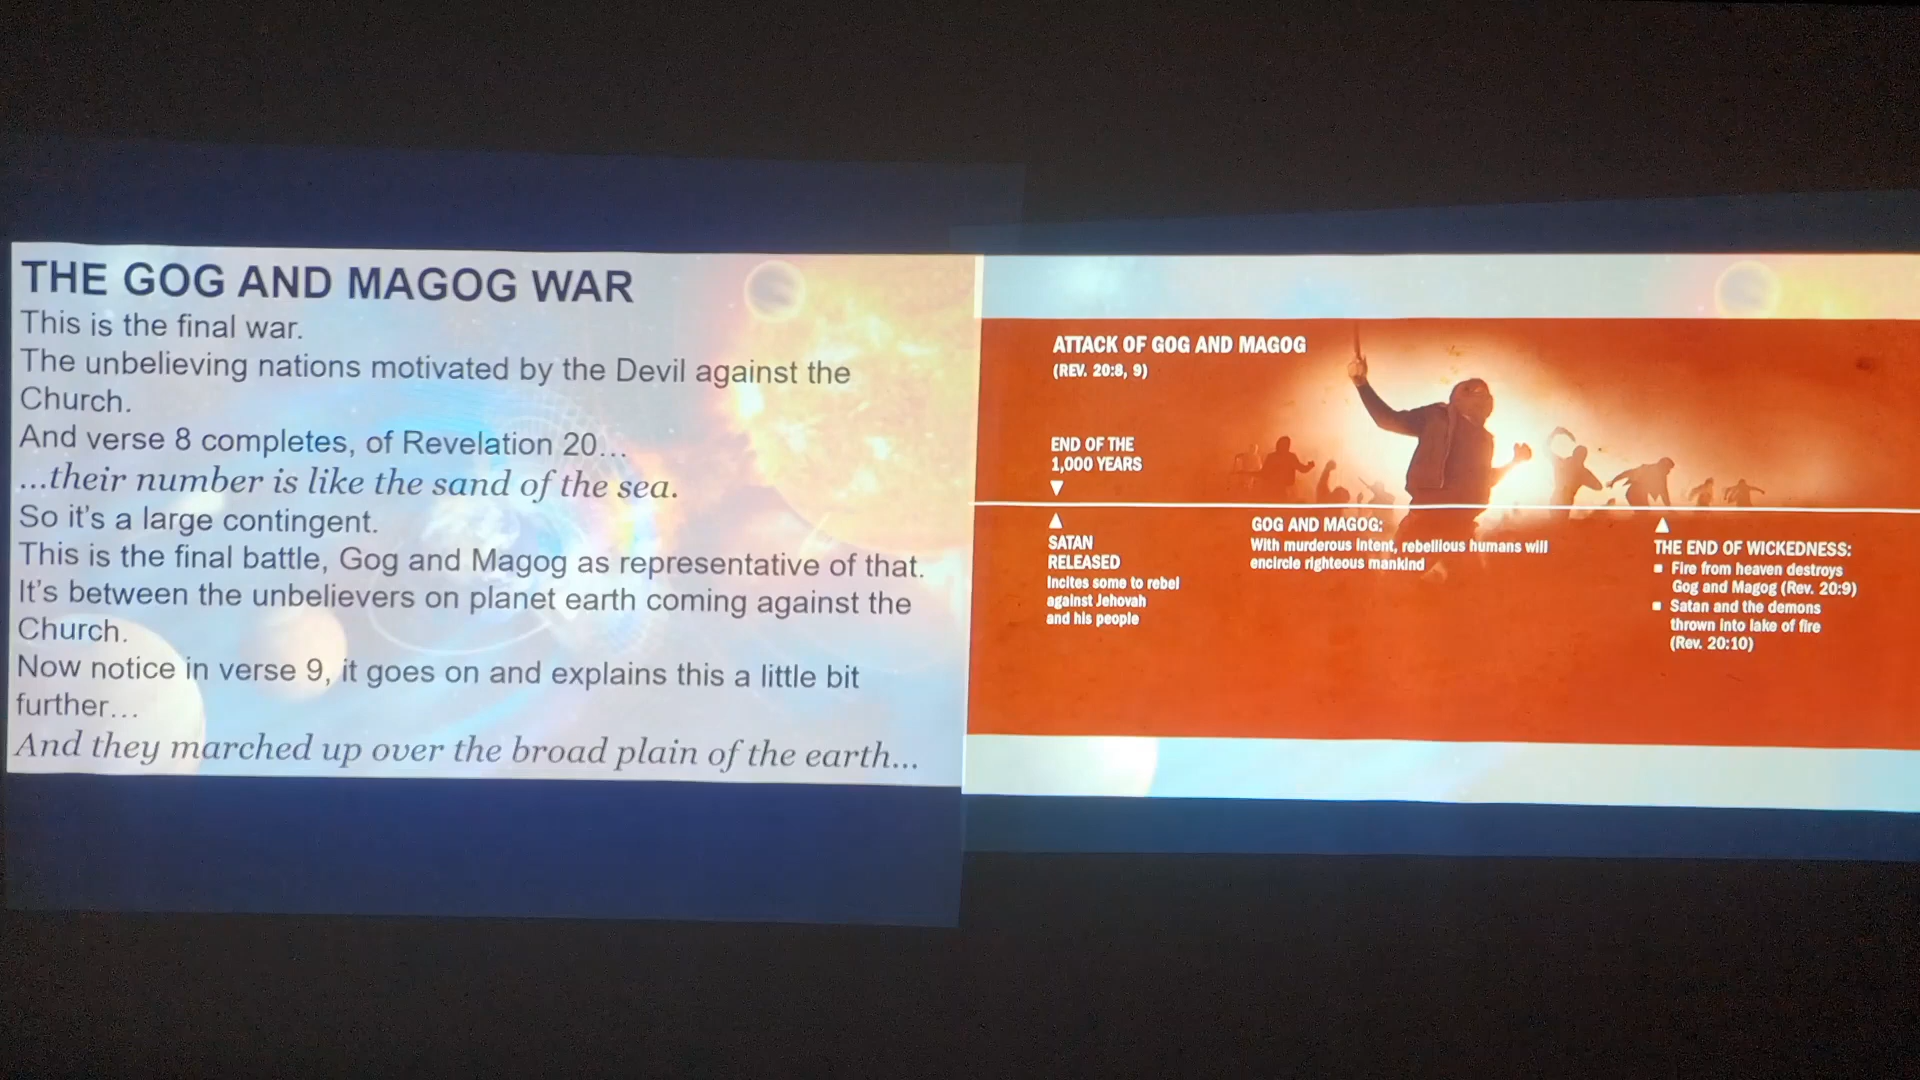 THE GOG AND MAGOG WAR
This is the final war.
The unbelieving nations motivated by the Devil against the
Church.
And verse 8 completes, of Revelation 20...
...their number is like the sand of the sea.
So it's a large contingent.
This is the final battle, Gog and Magog as representative of that.
It's between the unbelievers on planet earth coming against the
Church.
Now notice in verse 9, it goes on and explains this a little bit
further...
And they marched up over the broad plain of the earth...
ATTACK OF GOG AND MAGOG
(REV. 20:8, 9)
END OF THE
1,000 YEARS
▼
▲
SATAN
RELEASED
Incites some to rebel
against Jehovah
and his people
GOG AND MAGOG:
With murderous intent, rebellious humans will
encircle righteous mankind
▲
THE END OF WICKEDNESS:
▪ Fire from heaven destroys
Gog and Magog (Rev. 20:9)
▪ Satan and the demons
thrown into lake of fire
(Rev. 20:10)